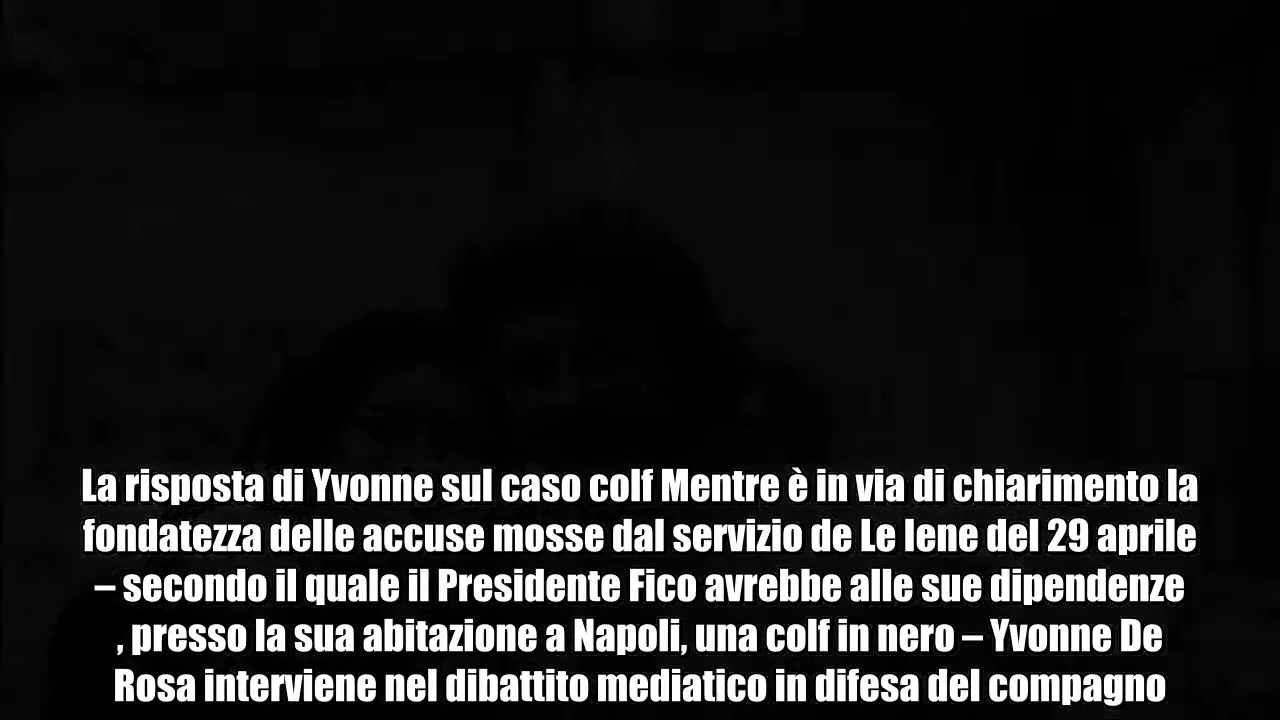 La risposta di Yvonne sul caso colf Mentre è in via di chiarimento la
fondatezza delle accuse mosse dal servizio de Le Iene del 29 aprile
– secondo il quale il Presidente Fico avrebbe alle sue dipendenze
, presso la sua abitazione a Napoli, una colf in nero – Yvonne De
Rosa interviene nel dibattito mediatico in difesa del compagno